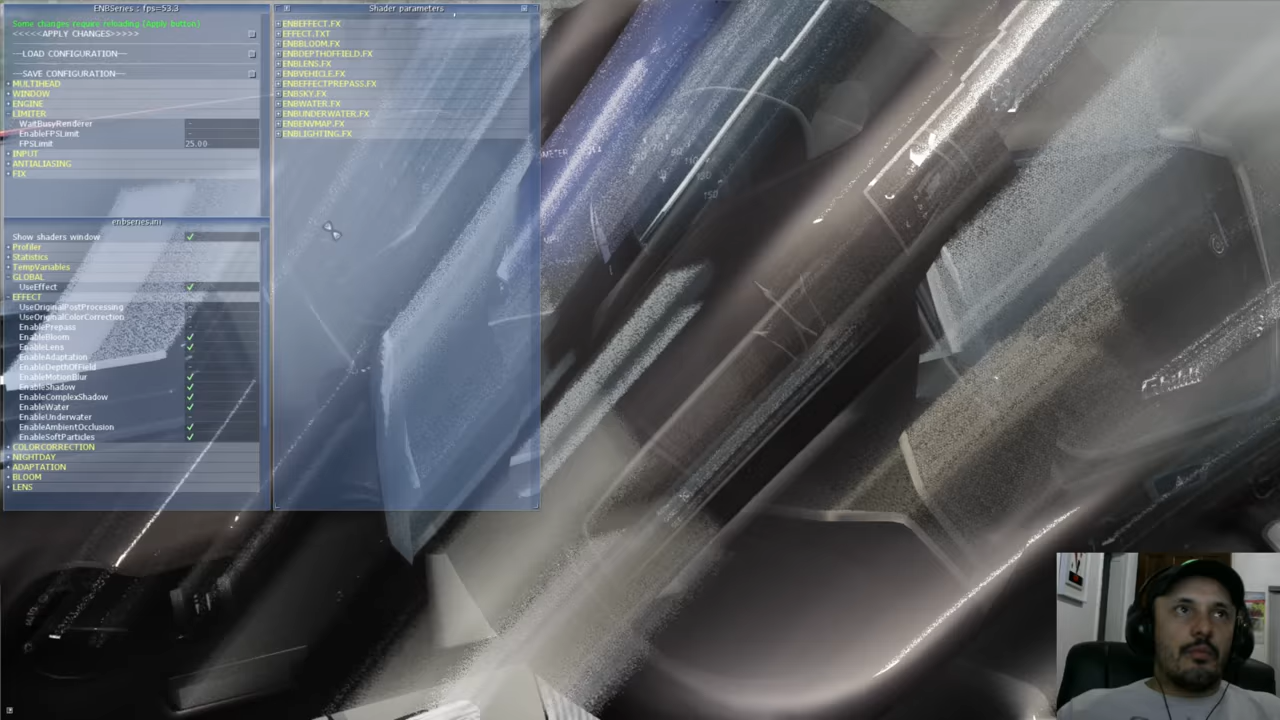 ENBSeries : fps=53.3
Some changes require reloading (Apply button)
<<<<<APPLY CHANGES>>>>>
---LOAD CONFIGURATION---
---SAVE CONFIGURATION---
MULTIHEAD
WINDOW
ENGINE
LIMITER
WaitBusyRenderer
EnableFPSLimit
FPSLimit 25.00
INPUT
ANTIALIASING
FIX
enbseries.ini
Show shaders window
Profiler
Statistics
TempVariables
GLOBAL
UseEffect
EFFECT
UseOriginalPostProcessing
UseOriginalColorCorrection
EnablePrepass
EnableBloom
EnableLens
EnableAdaptation
EnableDepthOfField
EnableMotionBlur
EnableShadow
EnableComplexShadow
EnableWater
EnableUnderwater
EnableAmbientOcclusion
EnableSoftParticles
COLORCORRECTION
NIGHTDAY
ADAPTATION
BLOOM
LENS
Shader parameters
ENBEFFECT.FX
EFFECT.TXT
ENBBLOOM.FX
ENBDEPTHOFFIELD.FX
ENBLENS.FX
ENBVEHICLE.FX
ENBEFFECTPREPASS.FX
ENBSKY.FX
ENBWATER.FX
ENBUNDERWATER.FX
ENBENVMAP.FX
ENBLIGHTING.FX